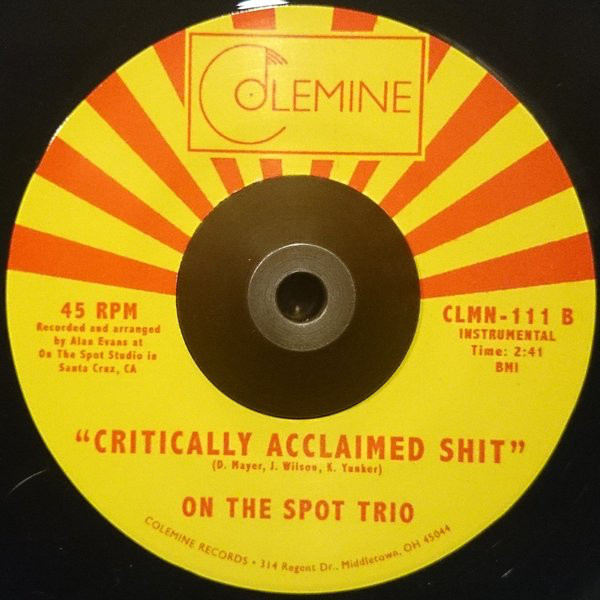 COLEMINE
45 RPM
Recorded and arranged
by Alan Evans at
On The Spot Studio in
Santa Cruz, CA
CLMN-111 B
INSTRUMENTAL
Time: 2:41
BMI
"CRITICALLY ACCLAIMED SHIT"
(D. Mayer, J. Wilson, K. Yunker)
ON THE SPOT TRIO
COLEMINE RECORDS • 314 Regent Dr., Middletown, OH 45044